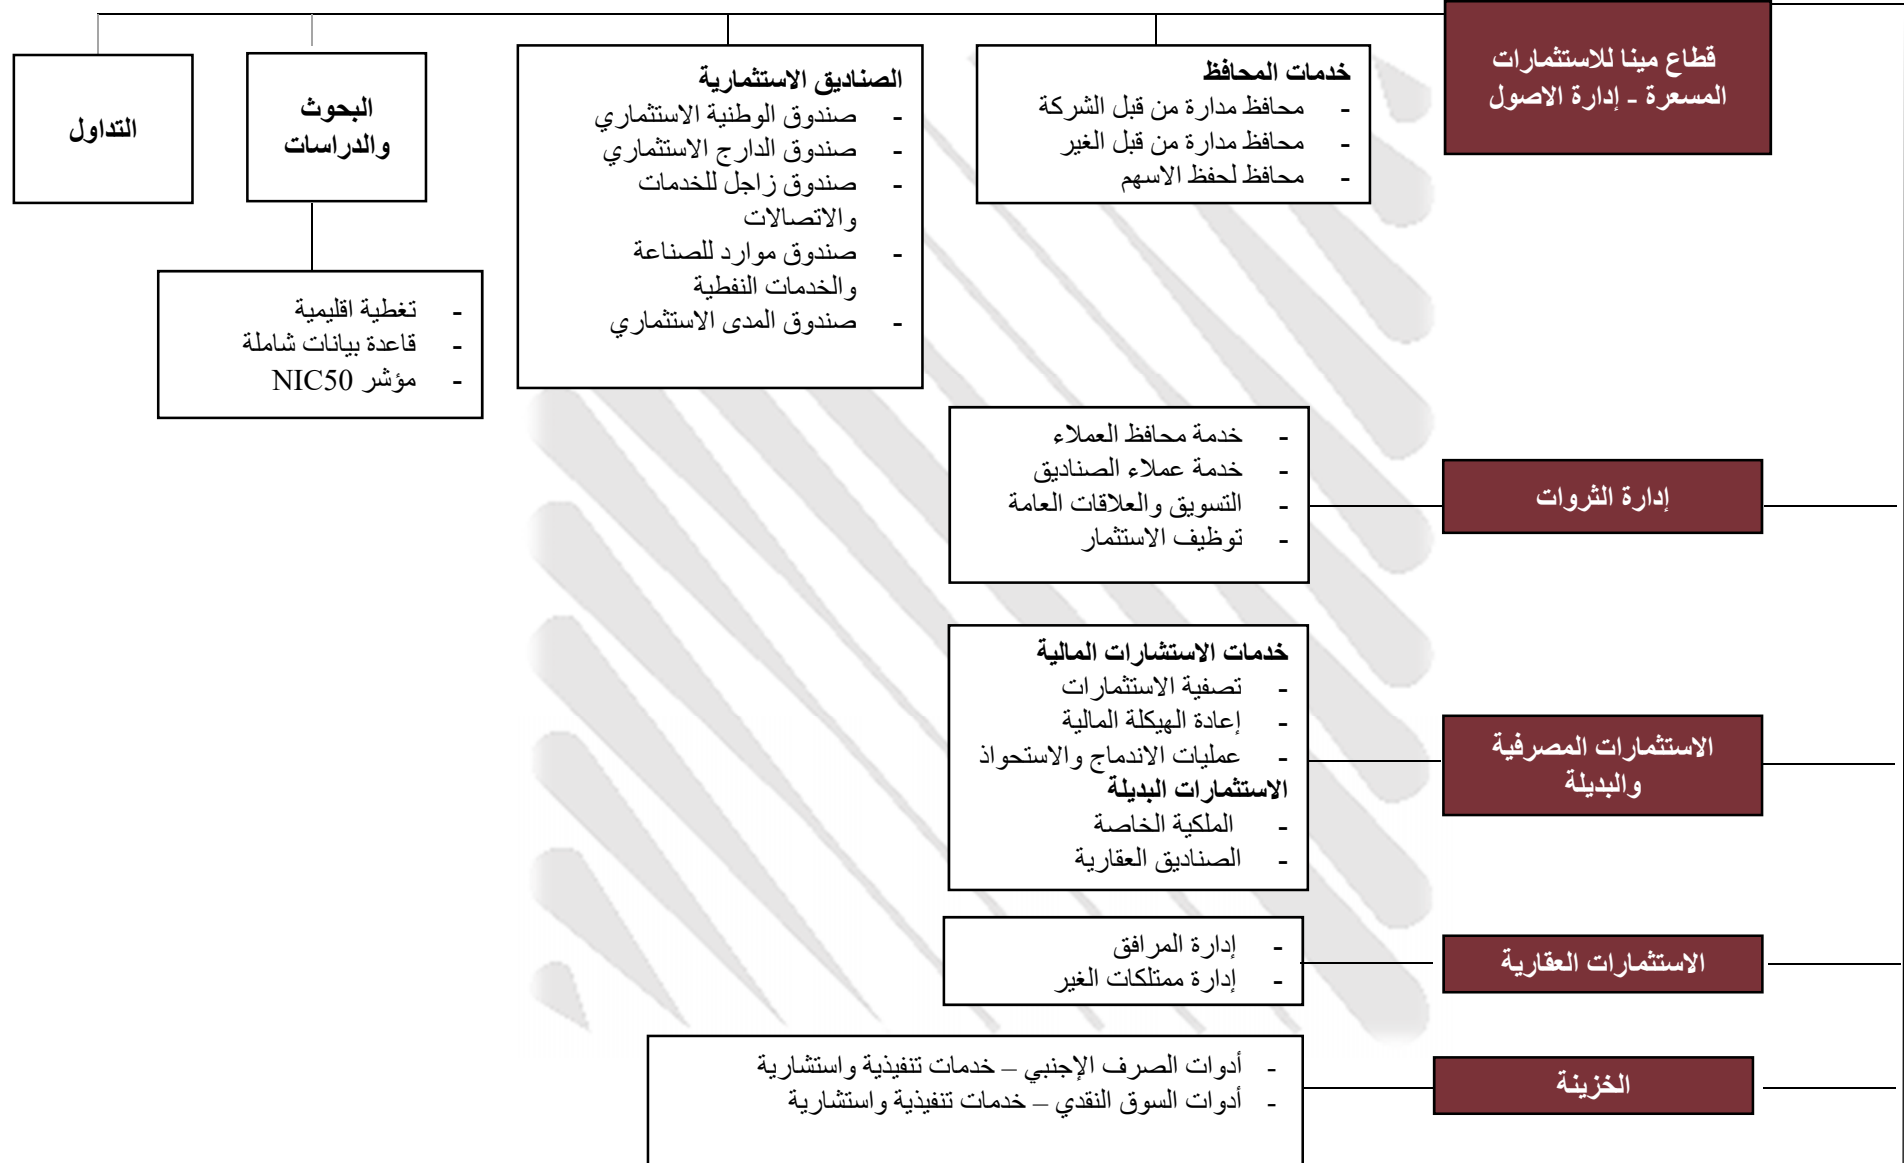 قطاع مينا للاستثمارات
المسعرة - إدارة الاصول
خدمات المحافظ
- محافظ مدارة من قبل الشركة
- محافظ مدارة من قبل الغير
- محافظ لحفظ الاسهم
الصناديق الاستثمارية
- صندوق الوطنية الاستثماري
- صندوق الدارج الاستثماري
- صندوق زاجل للخدمات
والاتصالات
- صندوق موارد للصناعة
والخدمات النفطية
- صندوق المدى الاستثماري
البحوث
والدراسات
التداول
- تغطية اقليمية
- قاعدة بيانات شاملة
- مؤشر NIC50
إدارة الثروات
- خدمة محافظ العملاء
- خدمة عملاء الصناديق
- التسويق والعلاقات العامة
- توظيف الاستثمار
الاستثمارات المصرفية
والبديلة
خدمات الاستشارات المالية
- تصفية الاستثمارات
- إعادة الهيكلة المالية
- عمليات الاندماج والاستحواذ
الاستثمارات البديلة
- الملكية الخاصة
- الصناديق العقارية
الاستثمارات العقارية
- إدارة المرافق
- إدارة ممتلكات الغير
الخزينة
- أدوات الصرف الإجنبي – خدمات تنفيذية واستشارية
- أدوات السوق النقدي – خدمات تنفيذية واستشارية